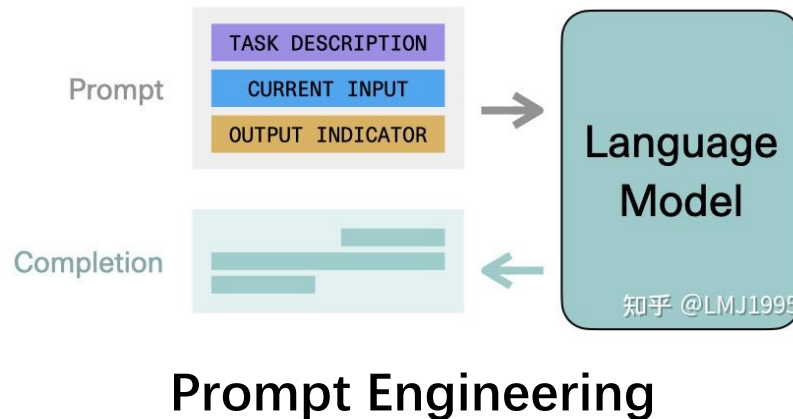 TASK DESCRIPTION
Prompt
CURRENT INPUT
OUTPUT INDICATOR
Language
Model
Completion
知乎 @LMJ1995
Prompt Engineering